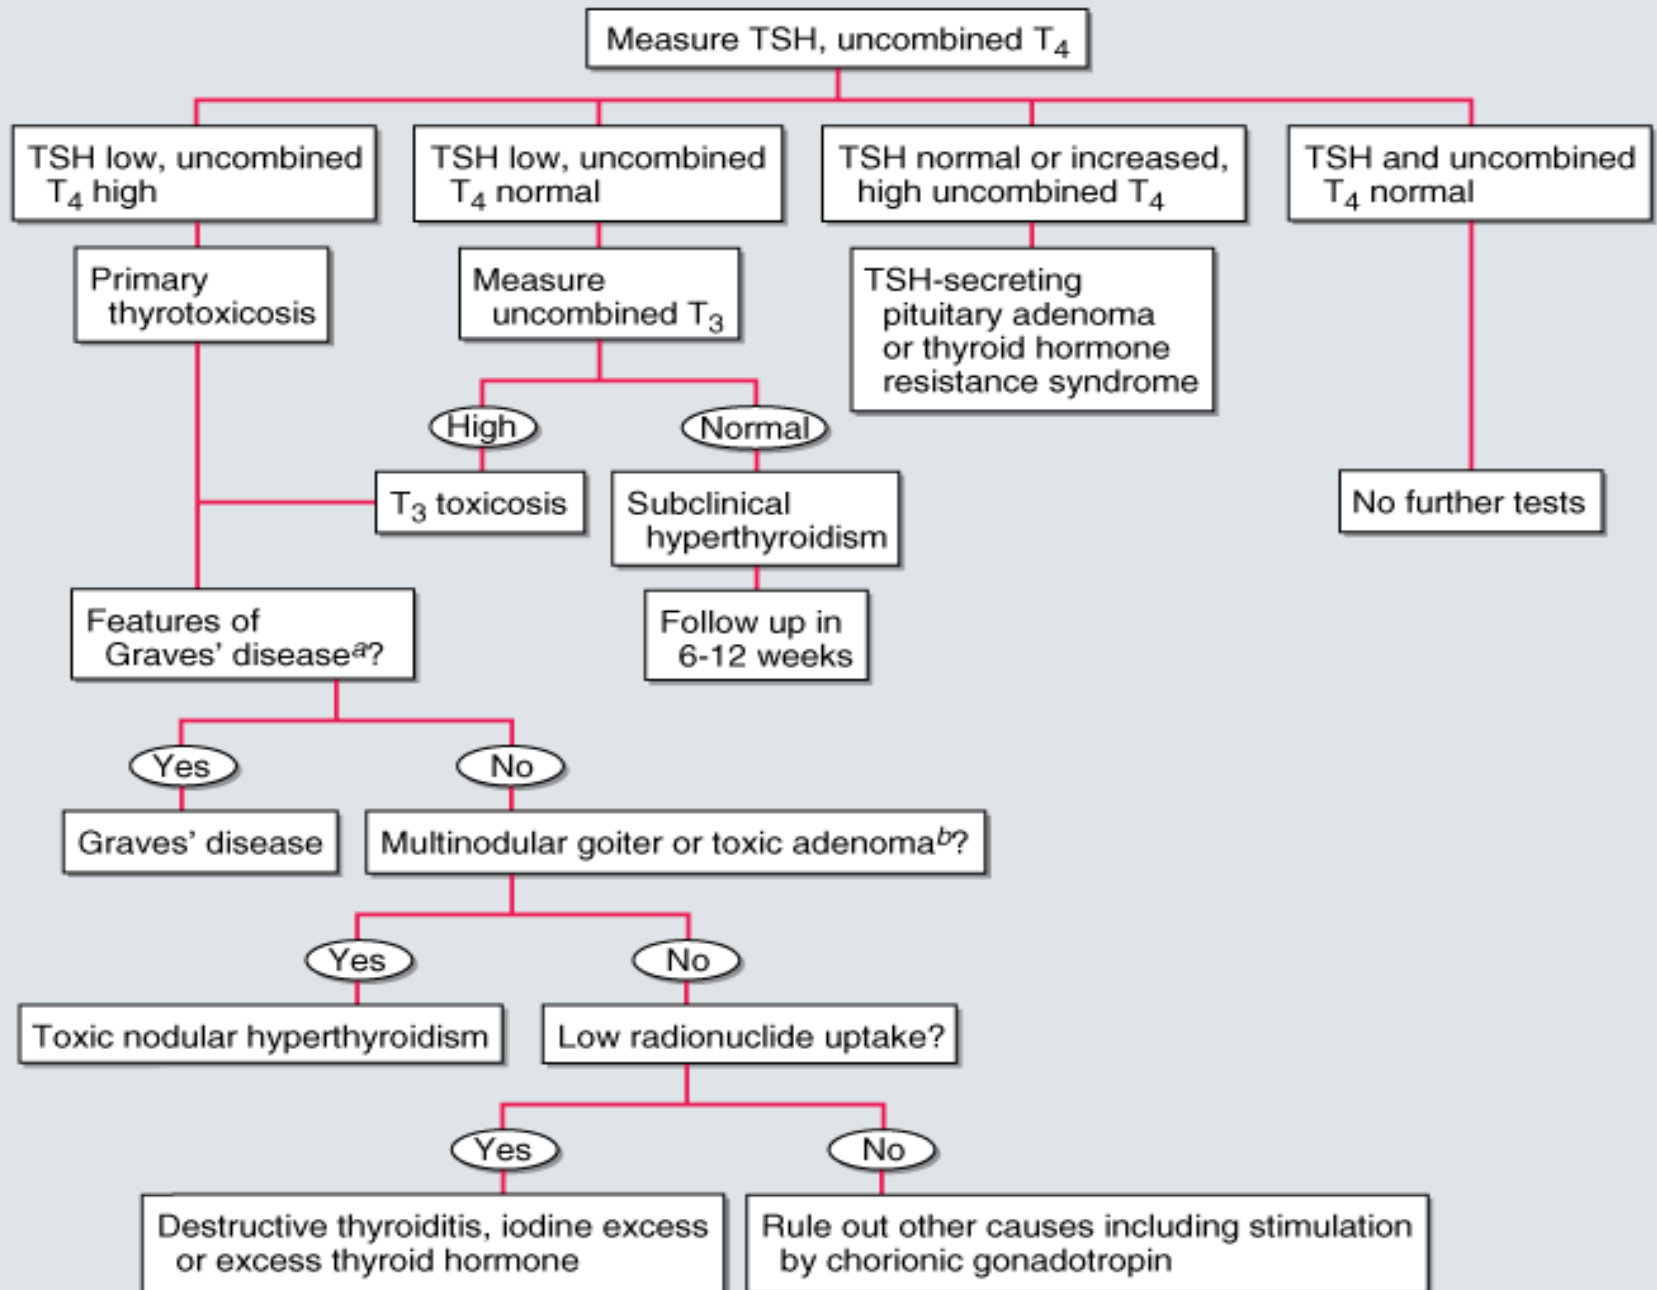 Measure TSH, uncombined T4
TSH low, uncombined
T4 high
TSH low, uncombined
T4 normal
TSH normal or increased,
high uncombined T4
TSH and uncombined
T4 normal
Primary
thyrotoxicosis
Measure
uncombined T3
TSH-secreting
pituitary adenoma
or thyroid hormone
resistance syndrome
High
Normal
T3 toxicosis
Subclinical
hyperthyroidism
No further tests
Features of
Graves' diseasea?
Follow up in
6-12 weeks
Yes
No
Graves' disease
Multinodular goiter or toxic adenomab?
Yes
No
Toxic nodular hyperthyroidism
Low radionuclide uptake?
Yes
No
Destructive thyroiditis, iodine excess
or excess thyroid hormone
Rule out other causes including stimulation
by chorionic gonadotropin